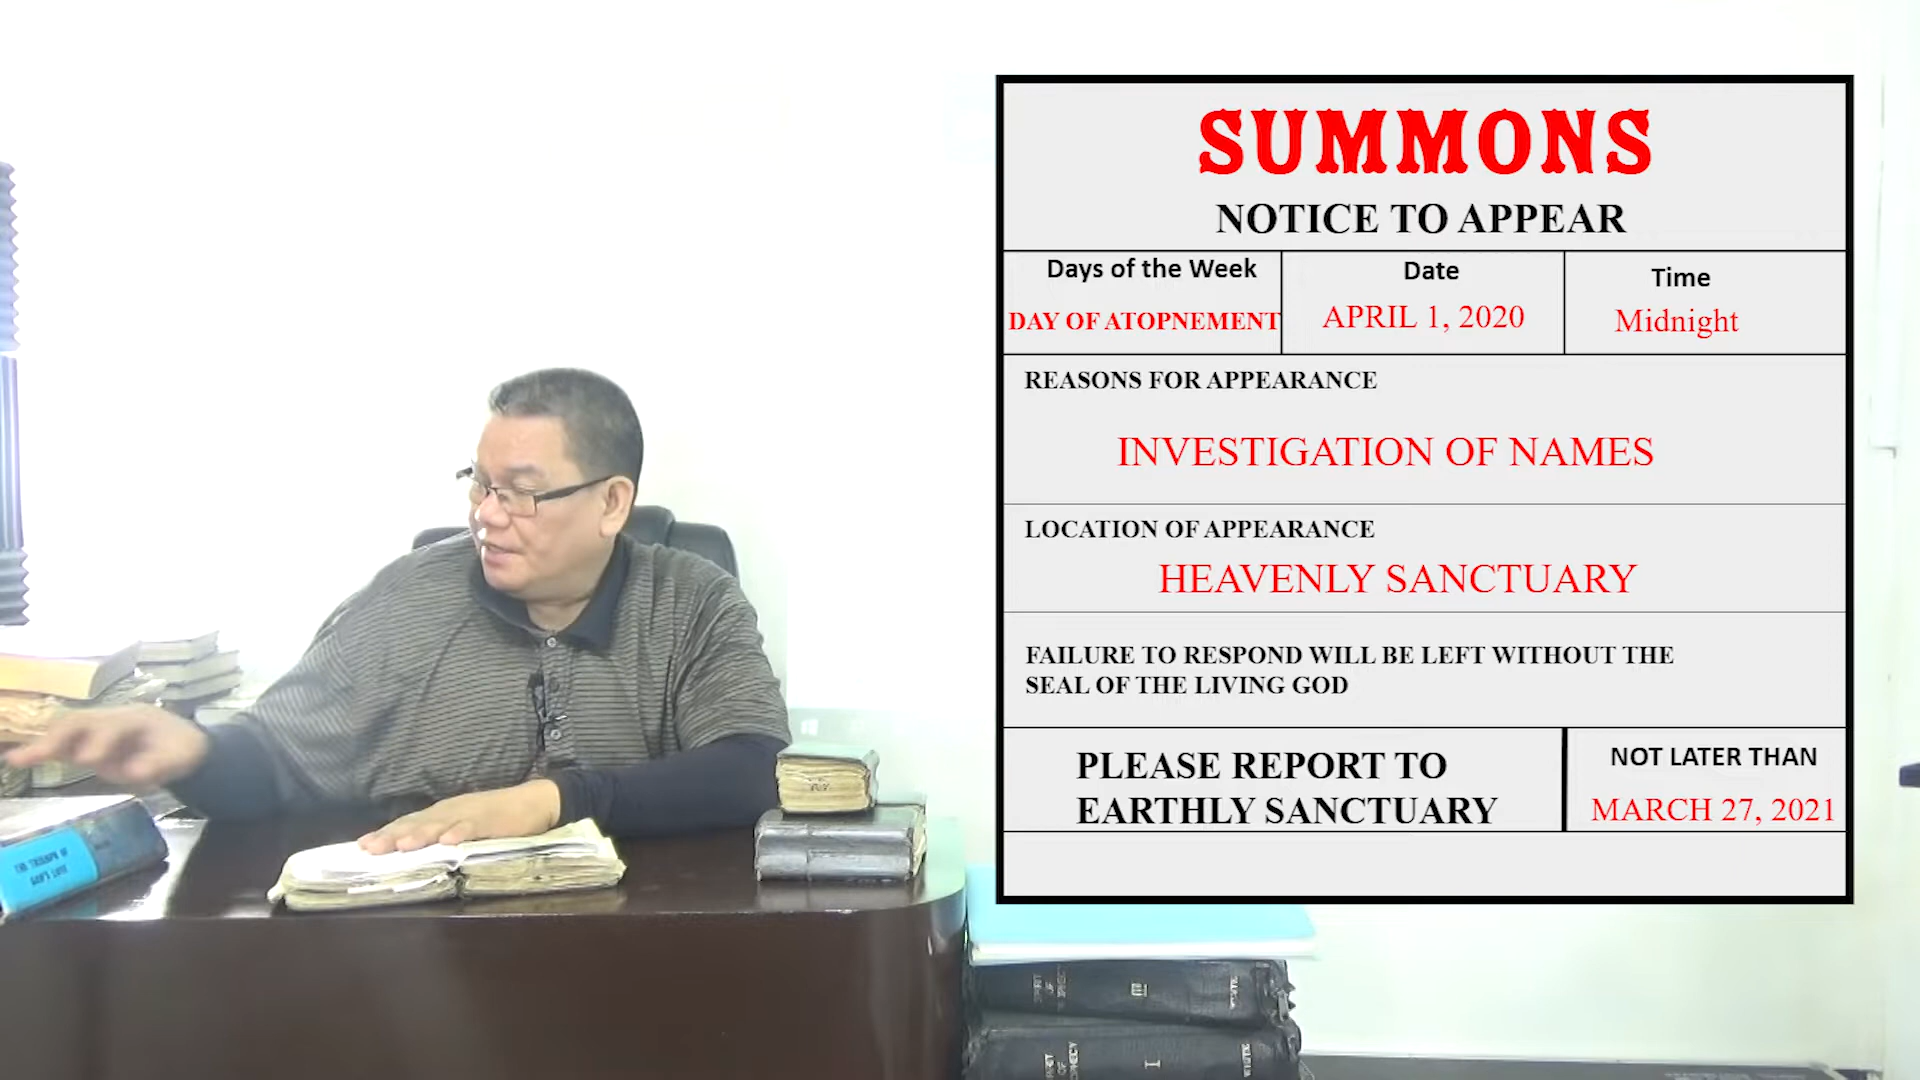 SUMMONS
NOTICE TO APPEAR
Days of the Week
Date
Time
DAY OF ATOPNEMENT
APRIL 1, 2020
Midnight
REASONS FOR APPEARANCE
INVESTIGATION OF NAMES
LOCATION OF APPEARANCE
HEAVENLY SANCTUARY
FAILURE TO RESPOND WILL BE LEFT WITHOUT THE
SEAL OF THE LIVING GOD
PLEASE REPORT TO
EARTHLY SANCTUARY
NOT LATER THAN
MARCH 27, 2021
III
I
WHITE